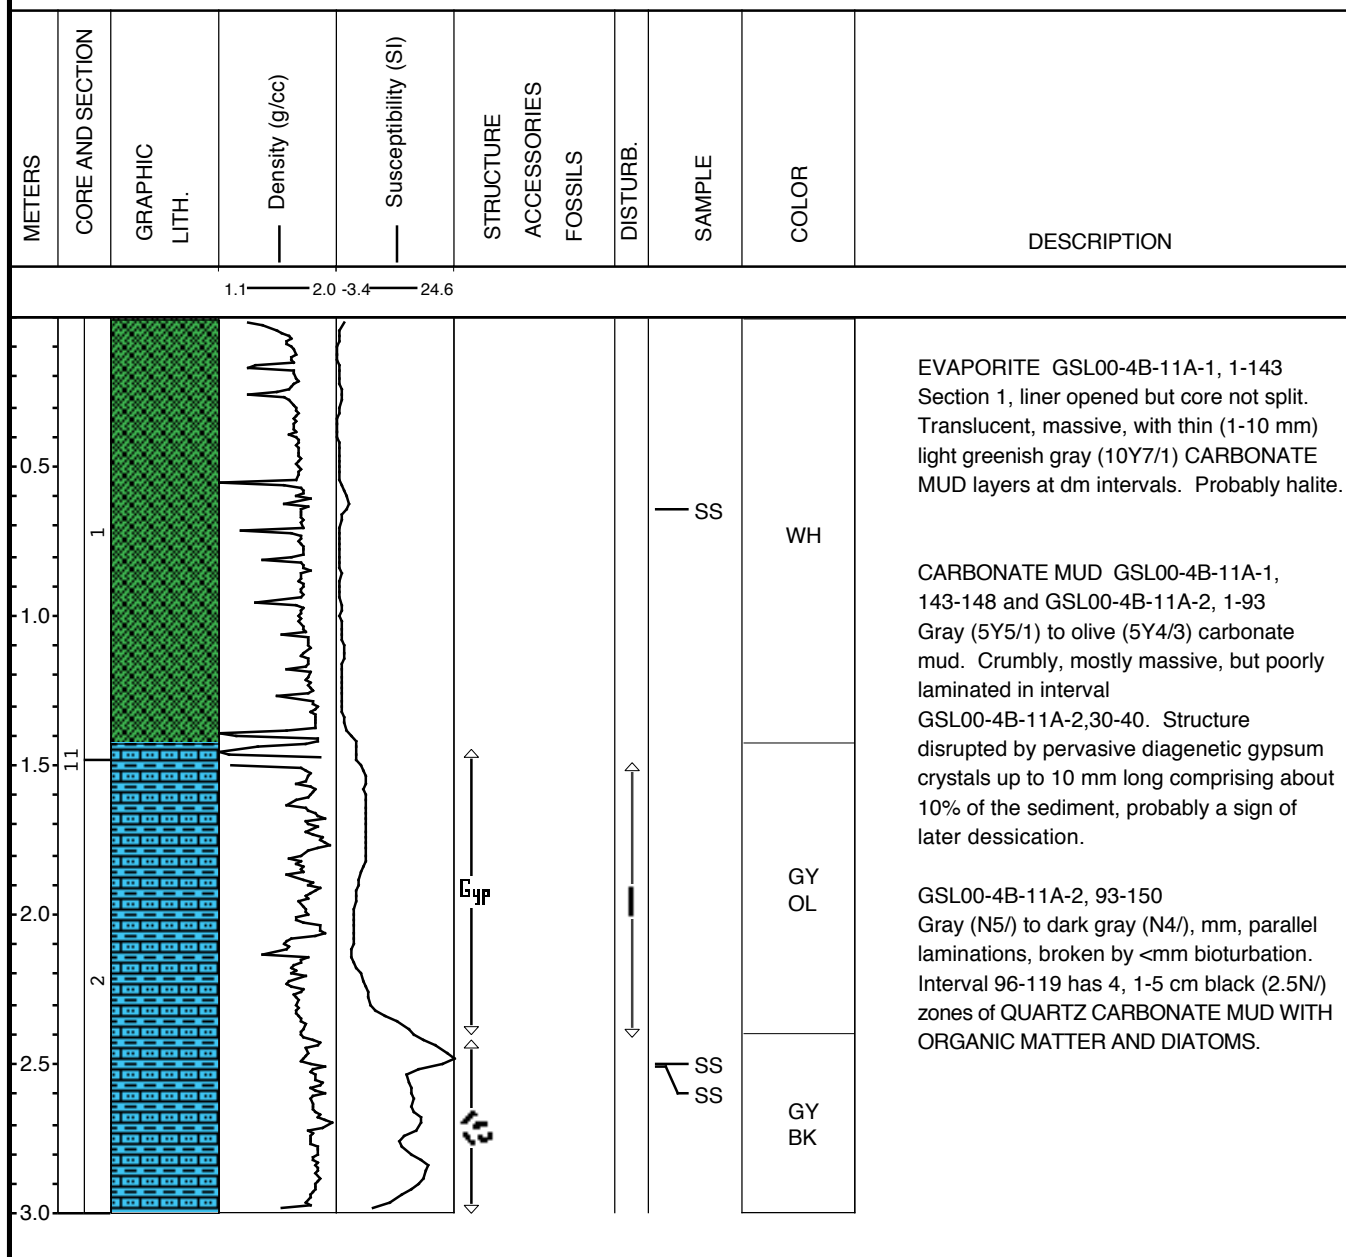 METERS
CORE AND SECTION
GRAPHIC
LITH.
Density (g/cc)
Susceptibility (SI)
STRUCTURE
ACCESSORIES
FOSSILS
DISTURB.
SAMPLE
COLOR
DESCRIPTION
1.1 2.0 -3.4 24.6
0.5
1.0
1.5
2.0
2.5
3.0
11
1
2
Gyp
I
SS
SS
SS
WH
GY
OL
GY
BK
EVAPORITE GSL00-4B-11A-1, 1-143
Section 1, liner opened but core not split.
Translucent, massive, with thin (1-10 mm)
light greenish gray (10Y7/1) CARBONATE
MUD layers at dm intervals. Probably halite.
CARBONATE MUD GSL00-4B-11A-1,
143-148 and GSL00-4B-11A-2, 1-93
Gray (5Y5/1) to olive (5Y4/3) carbonate
mud. Crumbly, mostly massive, but poorly
laminated in interval
GSL00-4B-11A-2,30-40. Structure
disrupted by pervasive diagenetic gypsum
crystals up to 10 mm long comprising about
10% of the sediment, probably a sign of
later dessication.
GSL00-4B-11A-2, 93-150
Gray (N5/) to dark gray (N4/), mm, parallel
laminations, broken by <mm bioturbation.
Interval 96-119 has 4, 1-5 cm black (2.5N/)
zones of QUARTZ CARBONATE MUD WITH
ORGANIC MATTER AND DIATOMS.